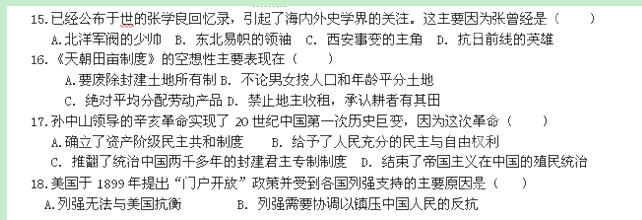 15.已经公布于世的张学良回忆录，引起了海内外史学界的关注。这主要因为张曾经是（　　）
A.北洋军阀的少帅　B. 东北易帜的领袖　C. 西安事变的主角　D. 抗日前线的英雄
16.《天朝田亩制度》的空想性主要表现在（　　）
A.要废除封建土地所有制 B. 不论男女按人口和年龄平分土地
C. 绝对平均分配劳动产品 D. 禁止地主收租，承认耕者有其田
17.孙中山领导的辛亥革命实现了 20 世纪中国第一次历史巨变，因为这次革命（　　）
A.确立了资产阶级民主共和制度　　B. 给予了人民充分的民主与自由权利
C. 推翻了统治中国两千多年的封建君主专制制度　D. 结束了帝国主义在中国的殖民统治
18.美国于 1899 年提出“门户开放”政策并受到各国列强支持的主要原因是（　　）
A.列强无法与美国抗衡　　　　B. 列强需要协调以镇压中国人民的反抗